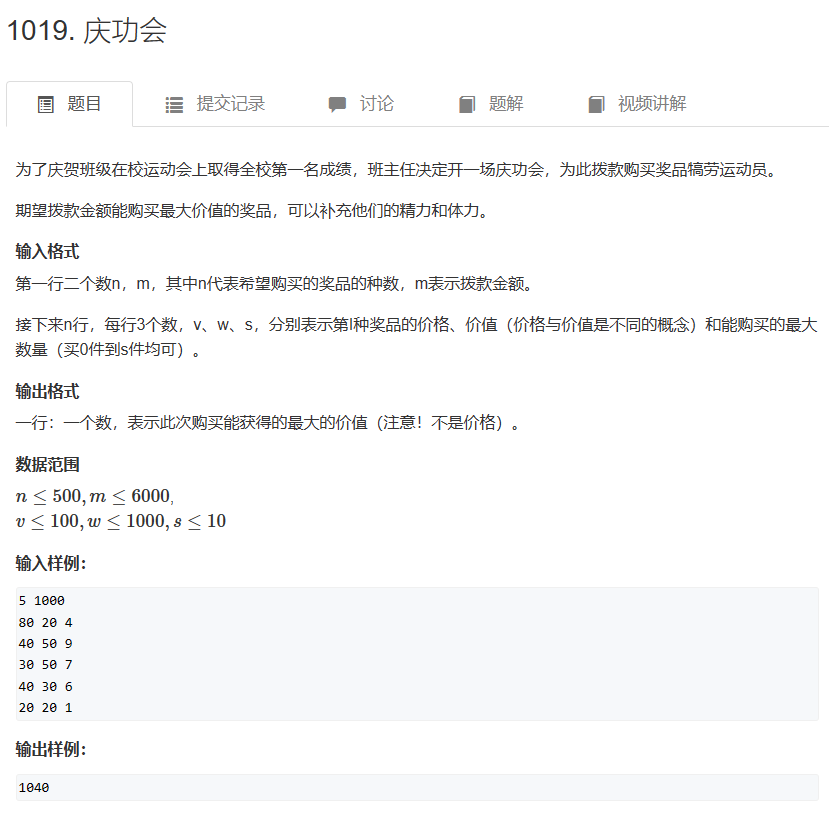 1019. 庆功会
题目 提交记录 讨论 题解 视频讲解
为了庆贺班级在校运动会上取得全校第一名成绩，班主任决定开一场庆功会，为此拨款购买奖品犒劳运动员。
期望拨款金额能购买最大价值的奖品，可以补充他们的精力和体力。
输入格式
第一行二个数n，m，其中n代表希望购买的奖品的种数，m表示拨款金额。
接下来n行，每行3个数，v、w、s，分别表示第I种奖品的价格、价值（价格与价值是不同的概念）和能购买的最大
数量（买0件到s件均可）。
输出格式
一行：一个数，表示此次购买能获得的最大的价值（注意！不是价格）。
数据范围
n ≤ 500, m ≤ 6000,
v ≤ 100, w ≤ 1000, s ≤ 10
输入样例：
5 1000
80 20 4
40 50 9
30 50 7
40 30 6
20 20 1
输出样例：
1040